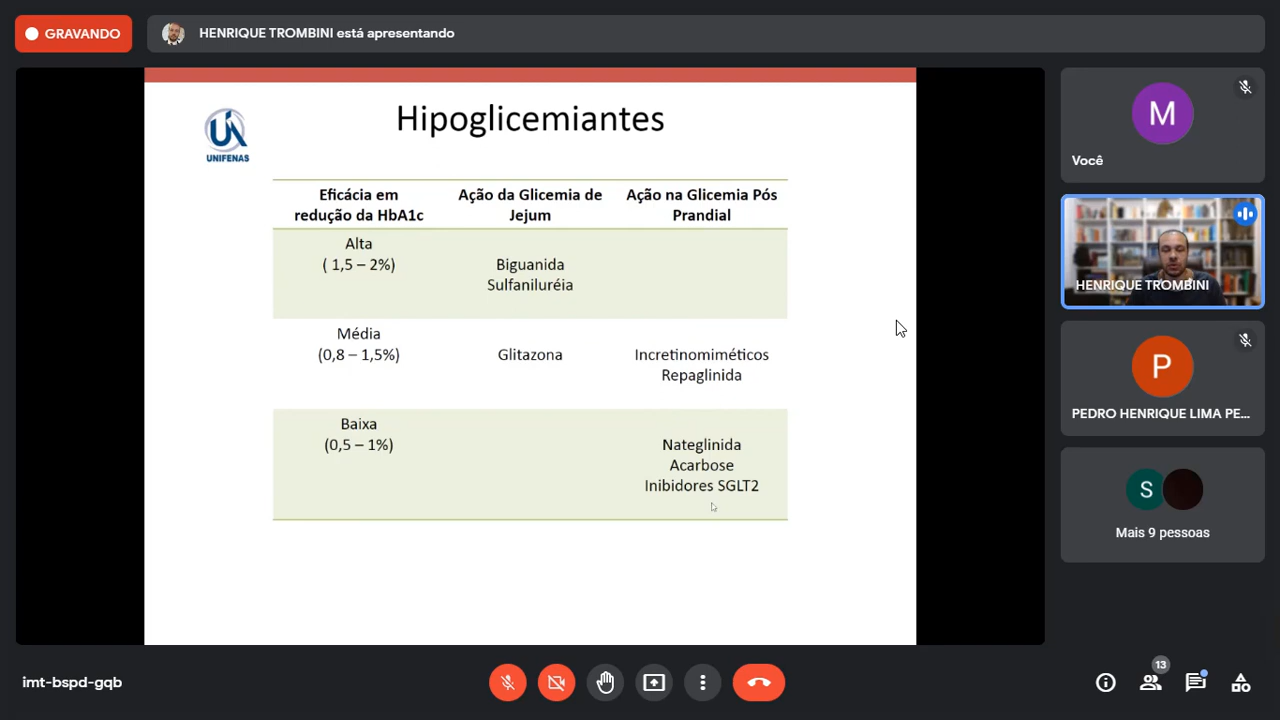 GRAVANDO
HENRIQUE TROMBINI está apresentando
Hipoglicemiantes
UNIFENAS
Eficácia em
redução da HbA1c
Ação da Glicemia de
Jejum
Ação na Glicemia Pós
Prandial
Alta
( 1,5 – 2%)
Biguanida
Sulfaniluréia
Média
(0,8 – 1,5%)
Glitazona
Incretinomiméticos
Repaglinida
Baixa
(0,5 – 1%)
Nateglinida
Acarbose
Inibidores SGLT2
M
Você
HENRIQUE TROMBINI
P
PEDRO HENRIQUE LIMA PE...
S
Mais 9 pessoas
imt-bspd-gqb
13